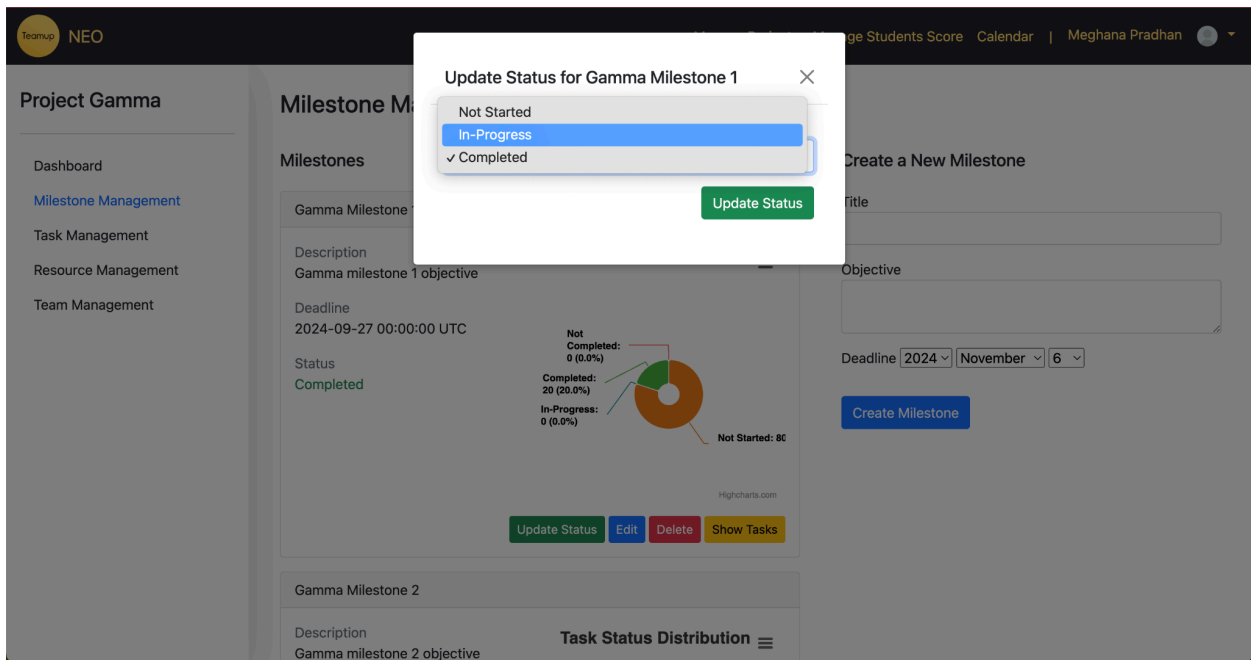 Teamup NEO
ge Students Score Calendar | Meghana Pradhan
Project Gamma
Dashboard
Milestone Management
Task Management
Resource Management
Team Management
Milestone M
Update Status for Gamma Milestone 1
Not Started
In-Progress
✓ Completed
Update Status
Milestones
Gamma Milestone
Description
Gamma milestone 1 objective
Deadline
2024-09-27 00:00:00 UTC
Status
Completed
Not
Completed:
0 (0.0%)
Completed:
20 (20.0%)
In-Progress:
0 (0.0%)
Not Started: 80
Highcharts.com
Update Status Edit Delete Show Tasks
Gamma Milestone 2
Description
Gamma milestone 2 objective
Task Status Distribution
Create a New Milestone
Title
Objective
Deadline 2024 November 6
Create Milestone